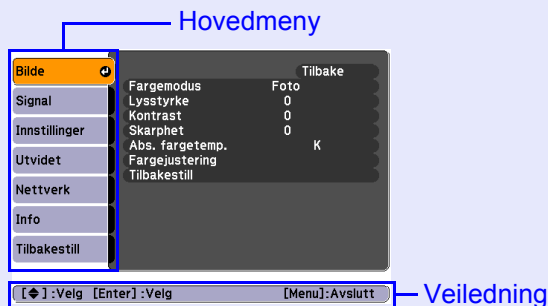 Hovedmeny
Bilde
Signal
Innstillinger
Utvidet
Nettverk
Info
Tilbakestill
Tilbake
Fargemodus Foto
Lysstyrke 0
Kontrast 0
Skarphet 0
Abs. fargetemp. K
Fargejustering
Tilbakestill
[◆]:Velg [Enter]:Velg [Menu]:Avslutt
Veiledning